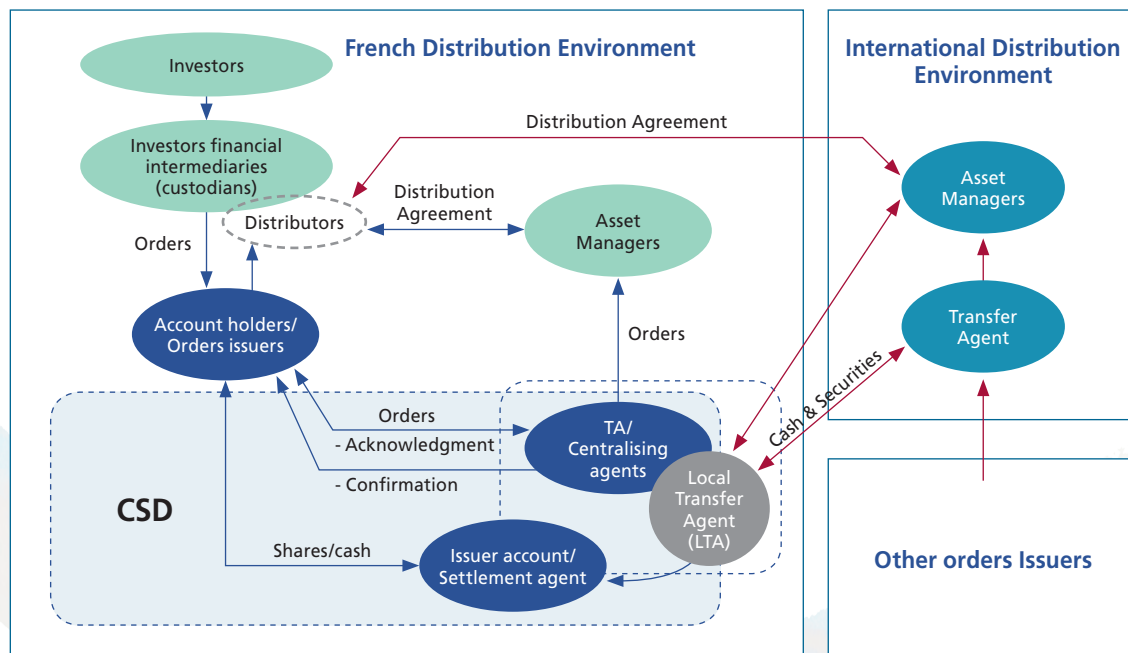 French Distribution Environment
International Distribution
Environment
Investors
Distribution Agreement
Investors financial
intermediaries
(custodians)
Distributors
Distribution
Agreement
Asset
Managers
Asset
Managers
Orders
Account holders/
Orders issuers
Orders
Transfer
Agent
Cash & Securities
Orders
- Acknowledgment
- Confirmation
TA/
Centralising
agents
Local
Transfer
Agent
(LTA)
CSD
Shares/cash
Issuer account/
Settlement agent
Other orders Issuers